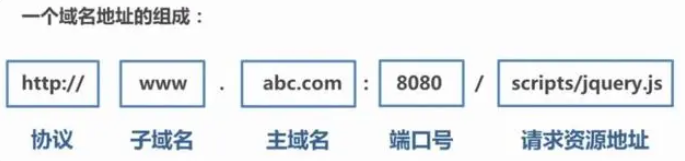 一个域名地址的组成：
http:// www . abc.com : 8080 / scripts/jquery.js
协议 子域名 主域名 端口号 请求资源地址